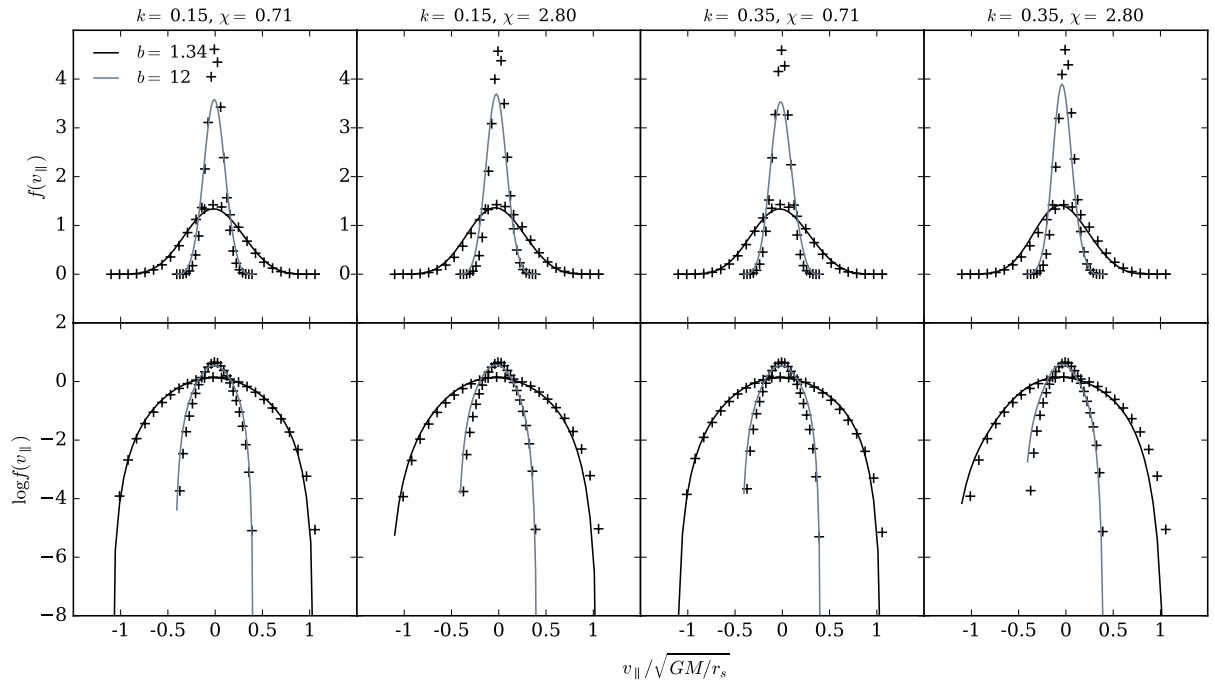 k = 0.15, χ = 0.71
k = 0.15, χ = 2.80
k = 0.35, χ = 0.71
k = 0.35, χ = 2.80
b = 1.34
b = 12
f(v∥)
4
3
2
1
0
4
3
2
1
0
4
3
2
1
0
4
3
2
1
0
2
0
−2
−4
−6
−8
logf(v∥)
-1 -0.5 0 0.5 1
-1 -0.5 0 0.5 1
-1 -0.5 0 0.5 1
-1 -0.5 0 0.5 1
v∥/√GM/rₛ